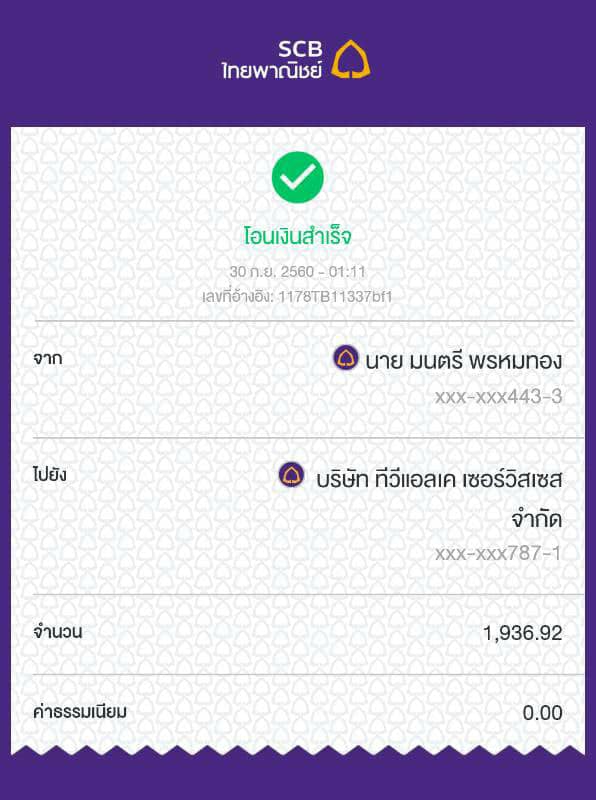 SCB
ไทยพาณิชย์
โอนเงินสำเร็จ
30 ก.ย. 2560 - 01:11
เลขที่อ้างอิง: 1178TB11337bf1
จาก นาย มนตรี พรหมทอง
xxx-xxx443-3
ไปยัง บริษัท ทีวีแอลเค เซอร์วิสเซส
จำกัด
xxx-xxx787-1
จำนวน 1,936.92
ค่าธรรมเนียม 0.00